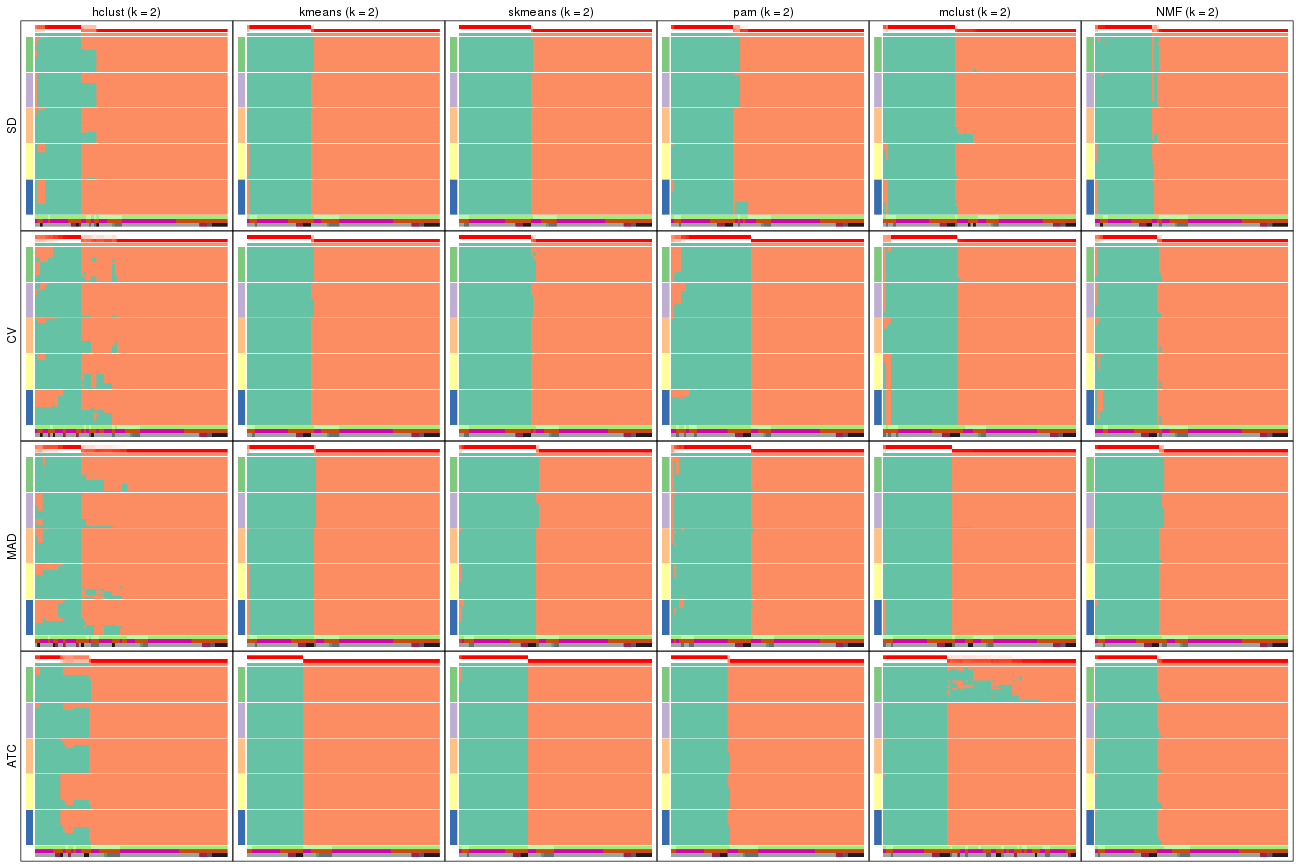 hclust (k = 2) kmeans (k = 2) skmeans (k = 2) pam (k = 2) mclust (k = 2) NMF (k = 2)
SD
CV
MAD
ATC